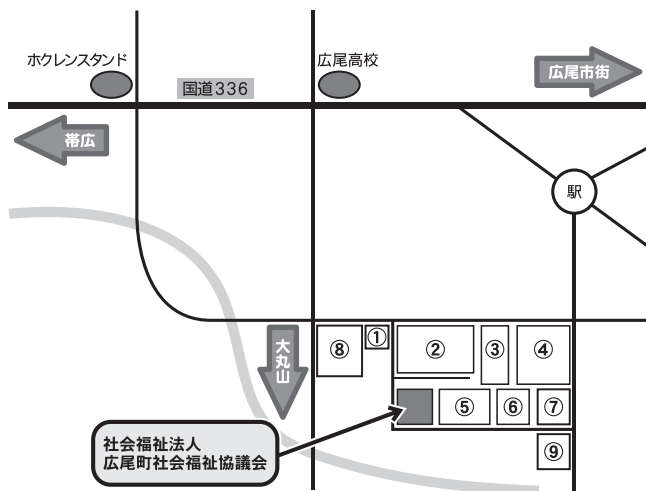 ホクレンスタンド
広尾高校
国道336
広尾市街
帯広
駅
大丸山
⑧
①
②
③
④
⑤
⑥
⑦
⑨
社会福祉法人
広尾町社会福祉協議会